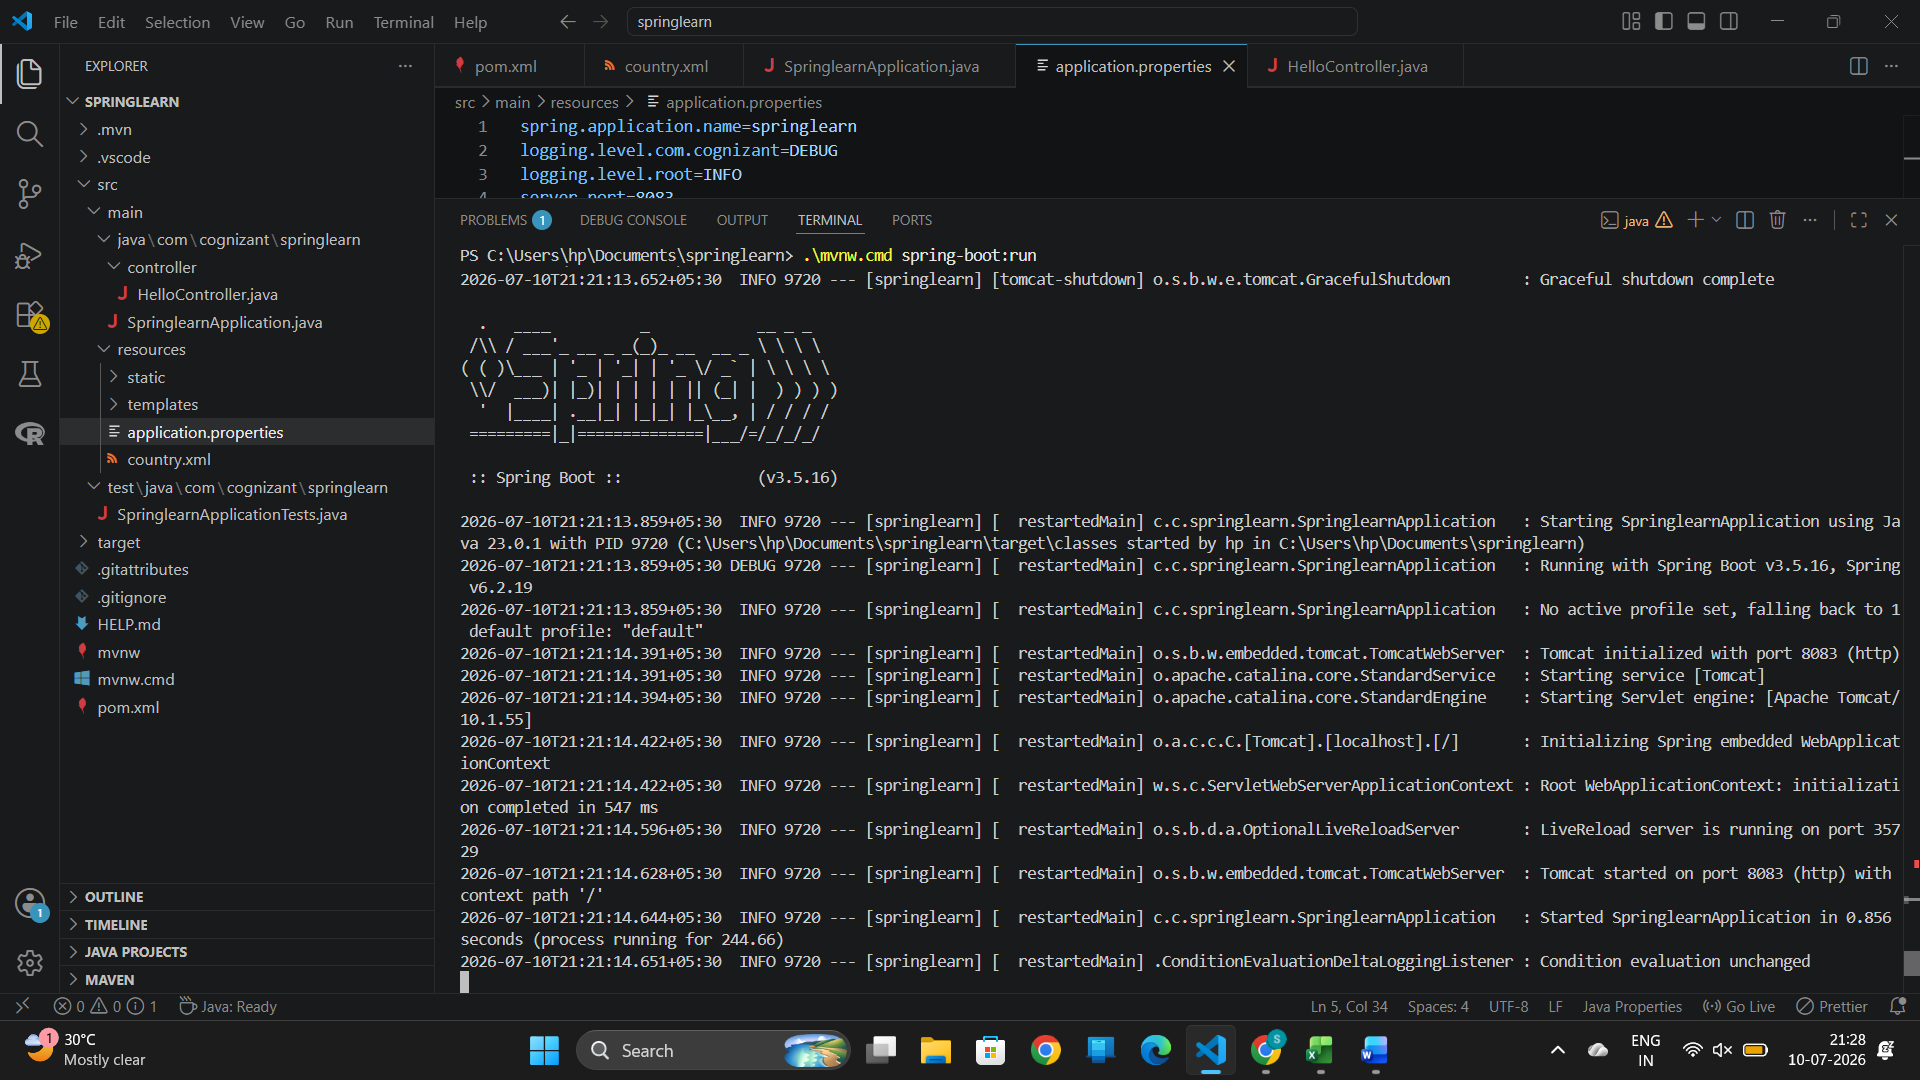 File Edit Selection View Go Run Terminal Help
springlearn
EXPLORER
SPRINGLEARN
.mvn
.vscode
src
main
java\com\cognizant\springlearn
controller
HelloController.java
SpringlearnApplication.java
resources
static
templates
application.properties
country.xml
test\java\com\cognizant\springlearn
SpringlearnApplicationTests.java
target
.gitattributes
.gitignore
HELP.md
mvnw
mvnw.cmd
pom.xml
OUTLINE
TIMELINE
JAVA PROJECTS
MAVEN
pom.xml country.xml SpringlearnApplication.java application.properties HelloController.java
src > main > resources > application.properties
1 spring.application.name=springlearn
2 logging.level.com.cognizant=DEBUG
3 logging.level.root=INFO
4 server.port=8083
PROBLEMS 1 DEBUG CONSOLE OUTPUT TERMINAL PORTS
java
PS C:\Users\hp\Documents\springlearn> .\mvnw.cmd spring-boot:run
2026-07-10T21:21:13.652+05:30  INFO 9720 --- [springlearn] [tomcat-shutdown] o.s.b.w.e.tomcat.GracefulShutdown        : Graceful shutdown complete
  .   ____          _            __ _ _
 /\\ / ___'_ __ _ _(_)_ __  __ _ \ \ \ \
( ( )\___ | '_ | '_| | '_ \/ _` | \ \ \ \
 \\/  ___)| |_)| | | | | || (_| |  ) ) ) )
  '  |____| .__|_| |_|_| |_\__, | / / / /
 =========|_|==============|___/=/_/_/_/
 :: Spring Boot ::               (v3.5.16)
2026-07-10T21:21:13.859+05:30  INFO 9720 --- [springlearn] [  restartedMain] c.c.springlearn.SpringlearnApplication   : Starting SpringlearnApplication using Ja
va 23.0.1 with PID 9720 (C:\Users\hp\Documents\springlearn\target\classes started by hp in C:\Users\hp\Documents\springlearn)
2026-07-10T21:21:13.859+05:30 DEBUG 9720 --- [springlearn] [  restartedMain] c.c.springlearn.SpringlearnApplication   : Running with Spring Boot v3.5.16, Spring
 v6.2.19
2026-07-10T21:21:13.859+05:30  INFO 9720 --- [springlearn] [  restartedMain] c.c.springlearn.SpringlearnApplication   : No active profile set, falling back to 1
 default profile: "default"
2026-07-10T21:21:14.391+05:30  INFO 9720 --- [springlearn] [  restartedMain] o.s.b.w.embedded.tomcat.TomcatWebServer  : Tomcat initialized with port 8083 (http)
2026-07-10T21:21:14.391+05:30  INFO 9720 --- [springlearn] [  restartedMain] o.apache.catalina.core.StandardService   : Starting service [Tomcat]
2026-07-10T21:21:14.394+05:30  INFO 9720 --- [springlearn] [  restartedMain] o.apache.catalina.core.StandardEngine    : Starting Servlet engine: [Apache Tomcat/
10.1.55]
2026-07-10T21:21:14.422+05:30  INFO 9720 --- [springlearn] [  restartedMain] o.a.c.c.C.[Tomcat].[localhost].[/]       : Initializing Spring embedded WebApplicat
ionContext
2026-07-10T21:21:14.422+05:30  INFO 9720 --- [springlearn] [  restartedMain] w.s.c.ServletWebServerApplicationContext : Root WebApplicationContext: initializati
on completed in 547 ms
2026-07-10T21:21:14.596+05:30  INFO 9720 --- [springlearn] [  restartedMain] o.s.b.d.a.OptionalLiveReloadServer       : LiveReload server is running on port 357
29
2026-07-10T21:21:14.628+05:30  INFO 9720 --- [springlearn] [  restartedMain] o.s.b.w.embedded.tomcat.TomcatWebServer  : Tomcat started on port 8083 (http) with
context path '/'
2026-07-10T21:21:14.644+05:30  INFO 9720 --- [springlearn] [  restartedMain] c.c.springlearn.SpringlearnApplication   : Started SpringlearnApplication in 0.856
seconds (process running for 244.66)
2026-07-10T21:21:14.651+05:30  INFO 9720 --- [springlearn] [  restartedMain] .ConditionEvaluationDeltaLoggingListener : Condition evaluation unchanged
1
0 0 1 Java: Ready Ln 5, Col 34 Spaces: 4 UTF-8 LF Java Properties Go Live Prettier
1 30°C
Mostly clear
Search
S
ENG
IN
21:28
10-07-2026